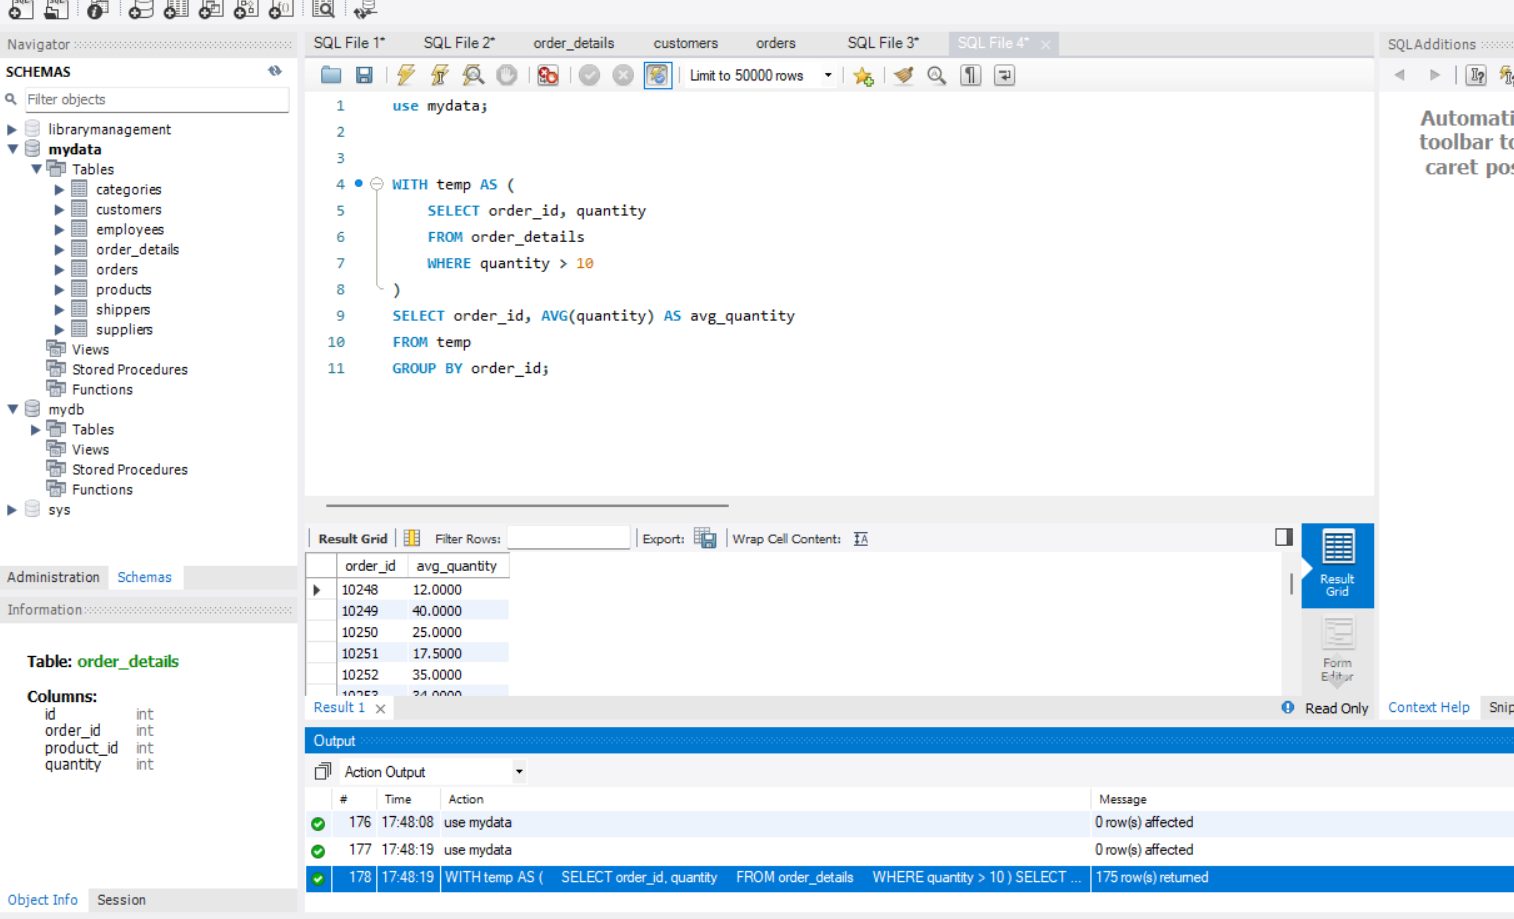 Navigator
SCHEMAS
Filter objects
librarymanagement
mydata
Tables
categories
customers
employees
order_details
orders
products
shippers
suppliers
Views
Stored Procedures
Functions
mydb
Tables
Views
Stored Procedures
Functions
sys
Administration Schemas
Information
Table: order_details
Columns:
id int
order_id int
product_id int
quantity int
Object Info Session
SQL File 1* SQL File 2* order_details customers orders SQL File 3* SQL File 4*
Limit to 50000 rows
1 use mydata;
2
3
4 WITH temp AS (
5 SELECT order_id, quantity
6 FROM order_details
7 WHERE quantity > 10
8 )
9 SELECT order_id, AVG(quantity) AS avg_quantity
10 FROM temp
11 GROUP BY order_id;
Result Grid Filter Rows: Export: Wrap Cell Content:
order_id avg_quantity
10248 12.0000
10249 40.0000
10250 25.0000
10251 17.5000
10252 35.0000
10253 34.0000
Result Grid
Form Editor
Result 1
Read Only
Output
Action Output
# Time Action Message
176 17:48:08 use mydata 0 row(s) affected
177 17:48:19 use mydata 0 row(s) affected
178 17:48:19 WITH temp AS ( SELECT order_id, quantity FROM order_details WHERE quantity > 10 ) SELECT ... 175 row(s) returned
SQLAdditions
Automati
toolbar to
caret pos
Context Help Snip